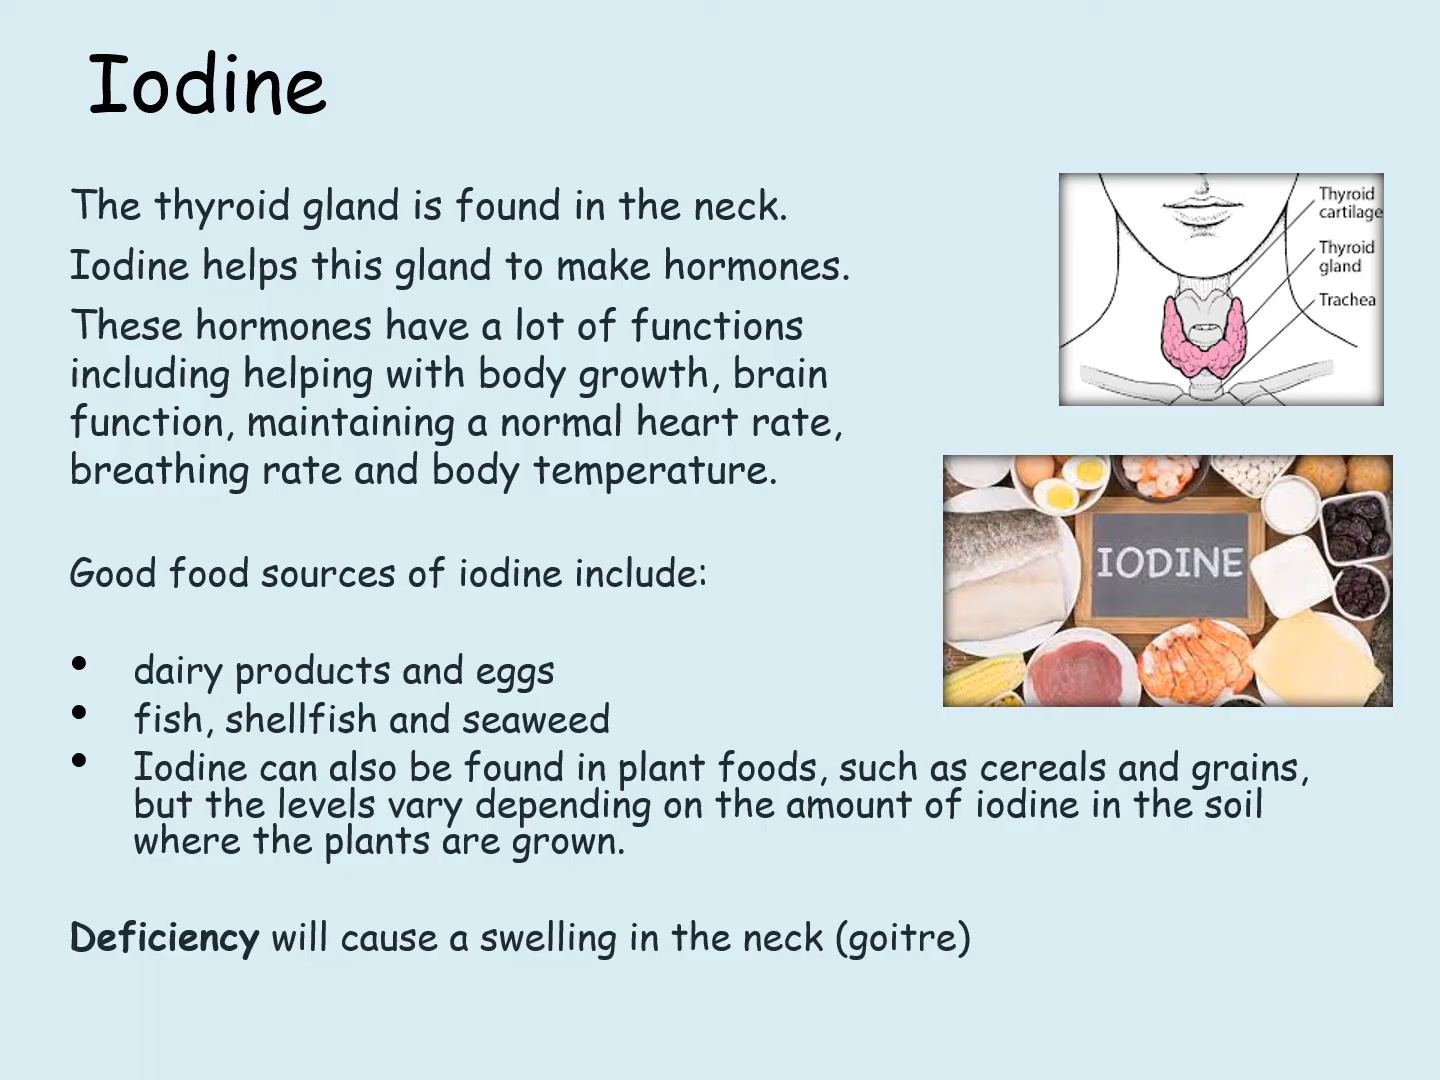 Iodine
The thyroid gland is found in the neck.
Iodine helps this gland to make hormones.
These hormones have a lot of functions
including helping with body growth, brain
function, maintaining a normal heart rate,
breathing rate and body temperature.
Thyroid
cartilage
Thyroid
gland
Trachea
IODINE
Good food sources of iodine include:
• dairy products and eggs
• fish, shellfish and seaweed
• Iodine can also be found in plant foods, such as cereals and grains,
but the levels vary depending on the amount of iodine in the soil
where the plants are grown.
Deficiency will cause a swelling in the neck (goitre)